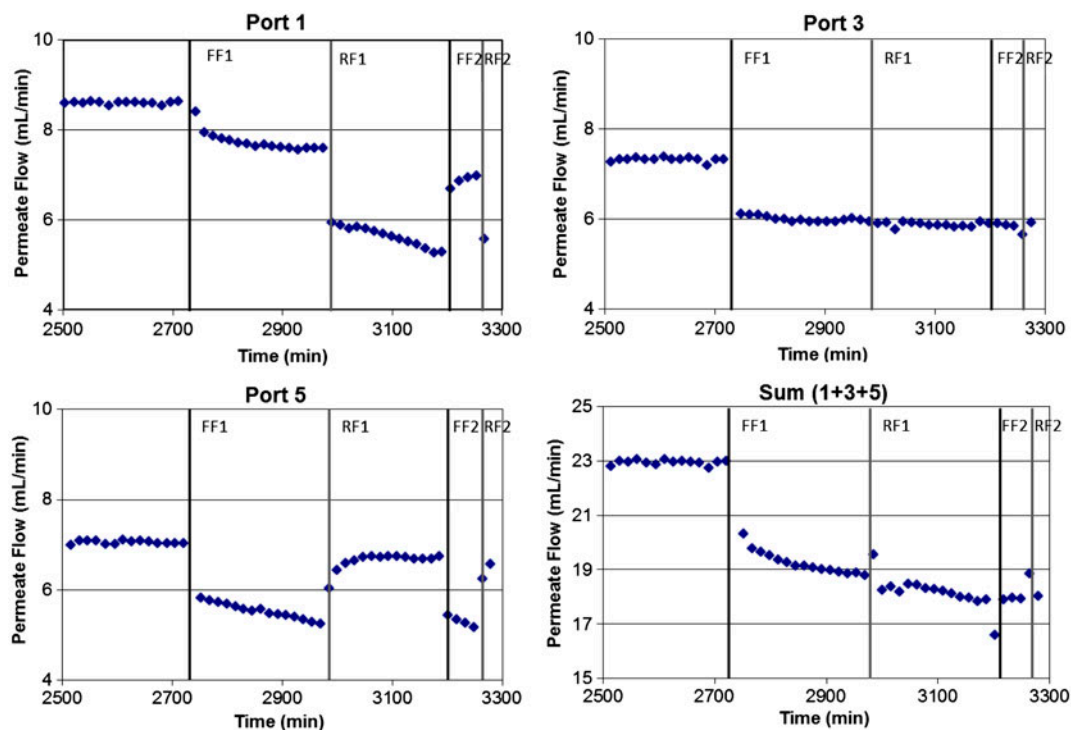 Port 1
10
8
6
4
Permeate Flow (mL/min)
FF1
RF1
FF2
RF2
2500
2700
2900
3100
3300
Time (min)
Port 3
10
8
6
4
Permeate Flow (mL/min)
FF1
RF1
FF2
RF2
2500
2700
2900
3100
3300
Time (min)
Port 5
10
8
6
4
Permeate Flow (mL/min)
FF1
RF1
FF2
RF2
2500
2700
2900
3100
3300
Time (min)
Sum (1+3+5)
25
23
21
19
17
15
Permeate Flow (mL/min)
FF1
RF1
FF2
RF2
2500
2700
2900
3100
3300
Time (min)